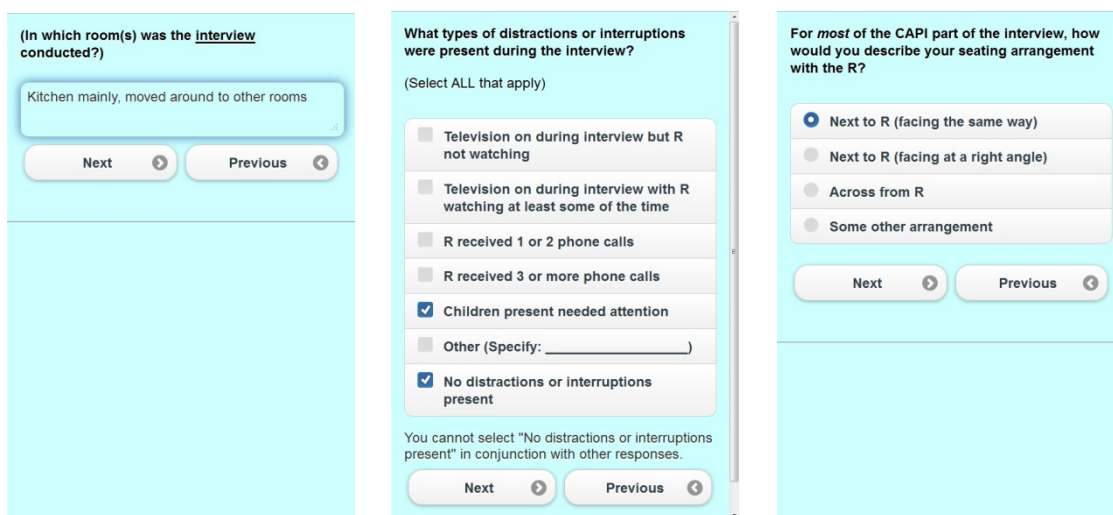 (In which room(s) was the interview
conducted?)
Kitchen mainly, moved around to other rooms
Next
Previous
What types of distractions or interruptions
were present during the interview?
(Select ALL that apply)
Television on during interview but R
not watching
Television on during interview with R
watching at least some of the time
R received 1 or 2 phone calls
R received 3 or more phone calls
Children present needed attention
Other (Specify: ____________________)
No distractions or interruptions
present
You cannot select "No distractions or interruptions
present" in conjunction with other responses.
Next
Previous
For most of the CAPI part of the interview, how
would you describe your seating arrangement
with the R?
Next to R (facing the same way)
Next to R (facing at a right angle)
Across from R
Some other arrangement
Next
Previous